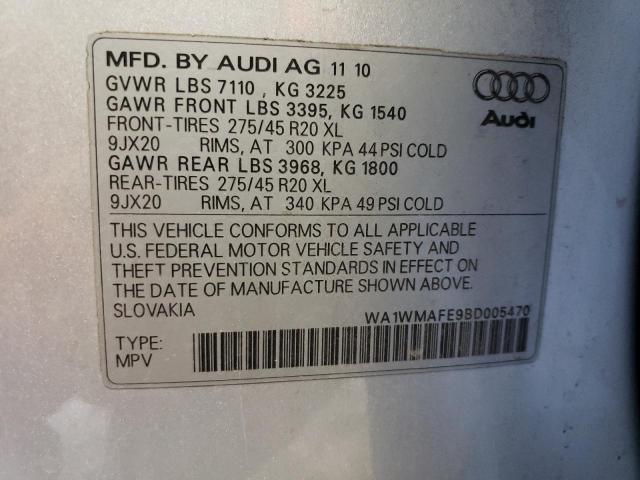 MFD. BY AUDI AG 11 10
GVWR LBS 7110 , KG 3225
GAWR FRONT LBS 3395, KG 1540
FRONT-TIRES 275/45 R20 XL
9JX20 RIMS, AT 300 KPA 44 PSI COLD
GAWR REAR LBS 3968, KG 1800
REAR-TIRES 275/45 R20 XL
9JX20 RIMS, AT 340 KPA 49 PSI COLD
Audi
THIS VEHICLE CONFORMS TO ALL APPLICABLE
U.S. FEDERAL MOTOR VEHICLE SAFETY AND
THEFT PREVENTION STANDARDS IN EFFECT ON
THE DATE OF MANUFACTURE SHOWN ABOVE.
SLOVAKIA
WA1WMAFE9BD005470
TYPE:
MPV